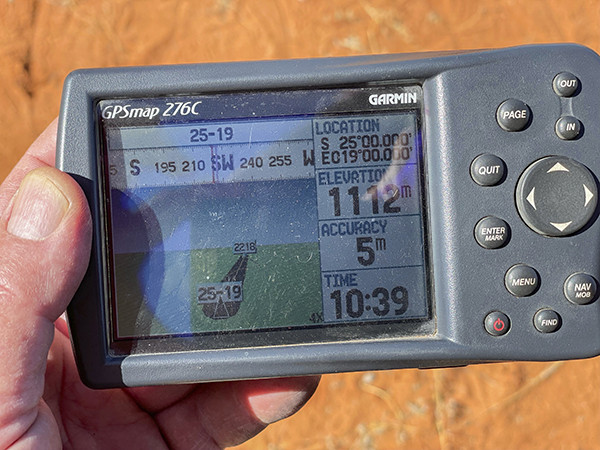 GPSmap 276C
GARMIN
25-19
S 195 210 SW 240 255 W
LOCATION
S 25°00.000'
E019°00.000'
ELEVATION
1112m
ACCURACY
5m
TIME
10:39
2218
25-19
4X
PAGE
OUT
IN
QUIT
ENTER
MARK
MENU
NAV
MOB
FIND